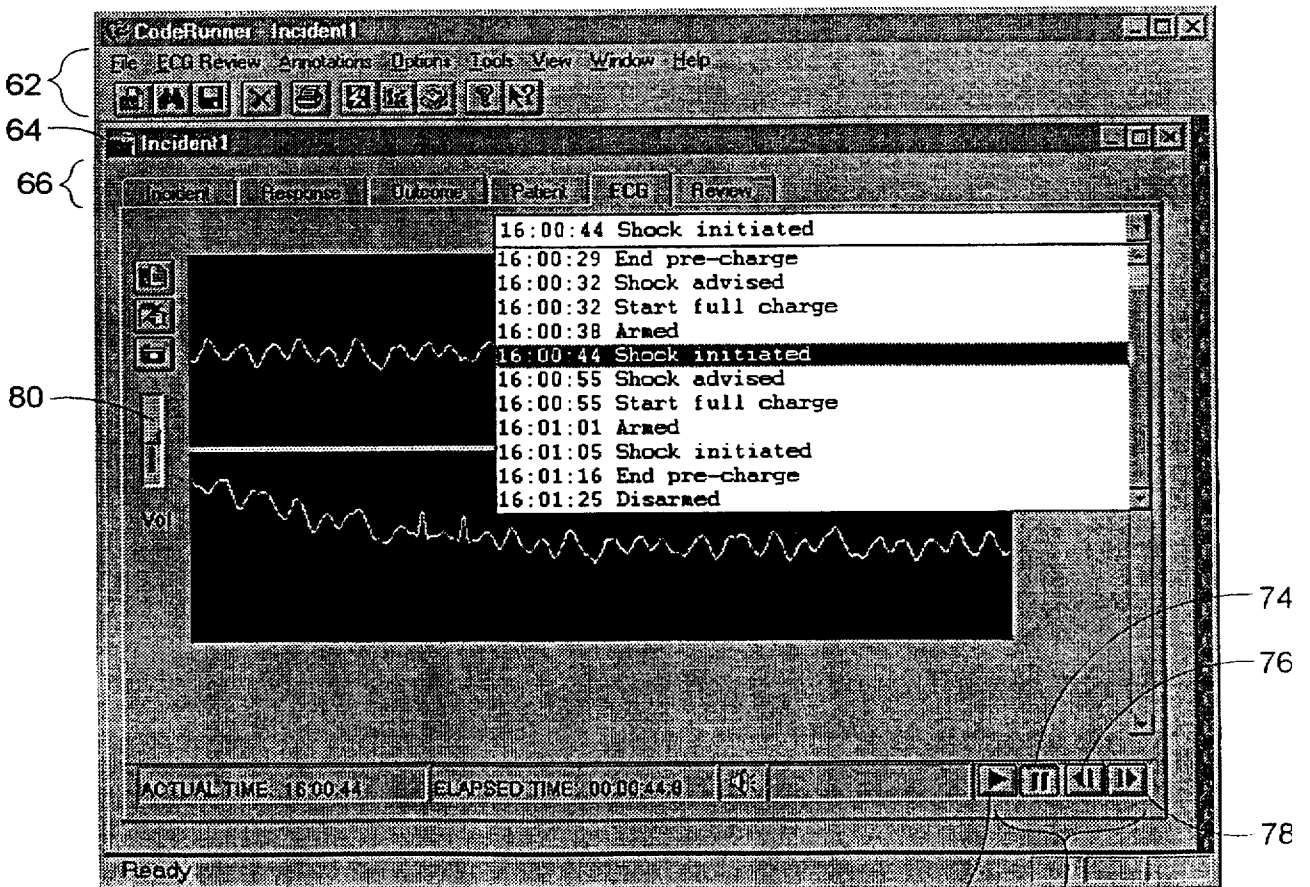 CodeRunner - Incident1
File ECG Review Annotations Options Tools View Window Help
62
64
Incident1
66
Incident Response Outcome Patient ECG Review
16:00:44 Shock initiated
16:00:29 End pre-charge
16:00:32 Shock advised
16:00:32 Start full charge
16:00:38 Armed
16:00:44 Shock initiated
16:00:55 Shock advised
16:00:55 Start full charge
16:01:01 Armed
16:01:05 Shock initiated
16:01:16 End pre-charge
16:01:25 Disarmed
80
Vol
74
76
ACTUAL TIME: 16:00:44 ELAPSED TIME: 00:00:44:0
78
Ready